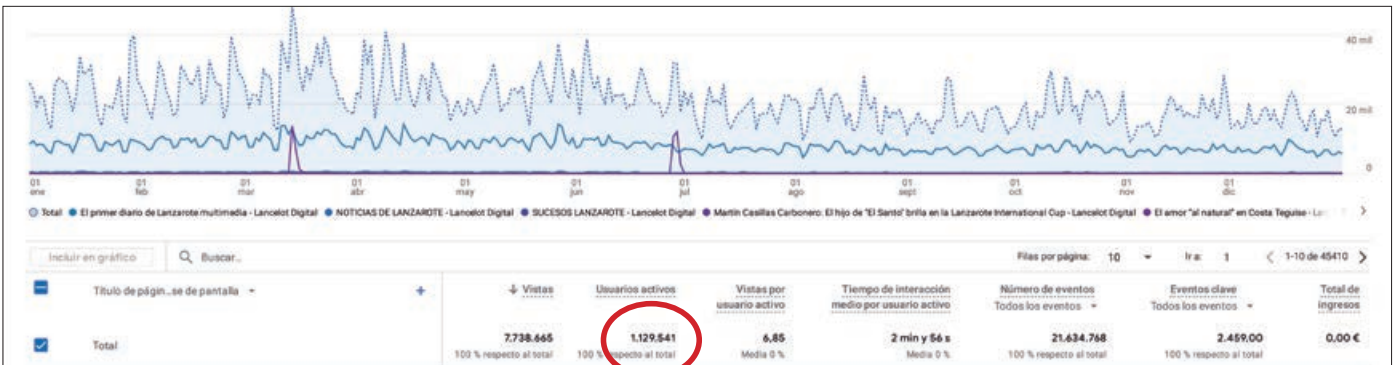 40 mil
20 mil
0
01 ene 01 feb 01 mar 01 abr 01 may 01 jun 01 jul 01 ago 01 sept 01 oct 01 nov 01 dic
Total El primer diario de Lanzarote multimedia - Lancelot Digital NOTICIAS DE LANZAROTE - Lancelot Digital SUCESOS LANZAROTE - Lancelot Digital Martín Casillas Carbonero: El hijo de "El Santo" brilla en la Lanzarote International Cup - Lancelot Digital El amor "al natural" en Costa Teguise -
Incluir en gráfico Buscar... Filas por página: 10 Ir a: 1 1-10 de 45410
Título de págin...se de pantalla + Vistas Usuarios activos Vistas por usuario activo Tiempo de interacción medio por usuario activo Número de eventos Todos los eventos Eventos clave Todos los eventos Total de ingresos
Total 7.738.665 1.129.541 6,85 2 min y 56 s 21.634.768 2.459,00 0,00 €
100 % respecto al total 100 % respecto al total Media 0 % Media 0 % 100 % respecto al total 100 % respecto al total